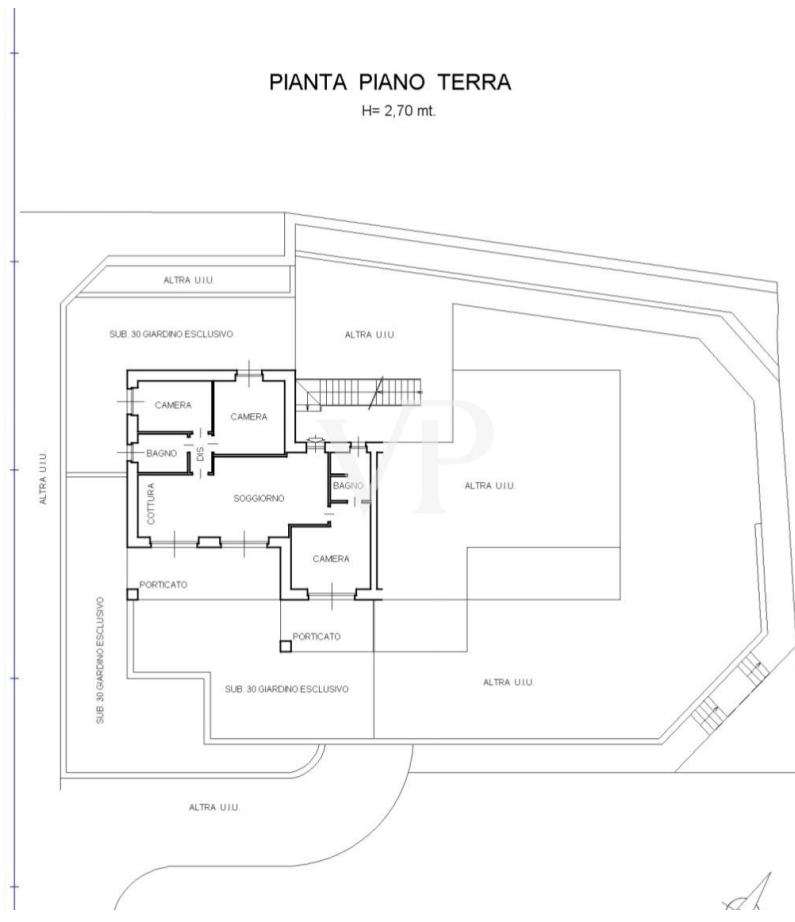 PIANTA PIANO TERRA
H= 2,70 mt.
ALTRA U.I.U.
SUB. 30 GIARDINO ESCLUSIVO
ALTRA U.I.U.
CAMERA
CAMERA
BAGNO
DIS
ALTRA U.I.U.
COTTURA
SOGGIORNO
BAGNO
ALTRA U.I.U.
VP
CAMERA
PORTICATO
SUB. 30 GIARDINO ESCLUSIVO
PORTICATO
SUB. 30 GIARDINO ESCLUSIVO
ALTRA U.I.U.
ALTRA U.I.U.